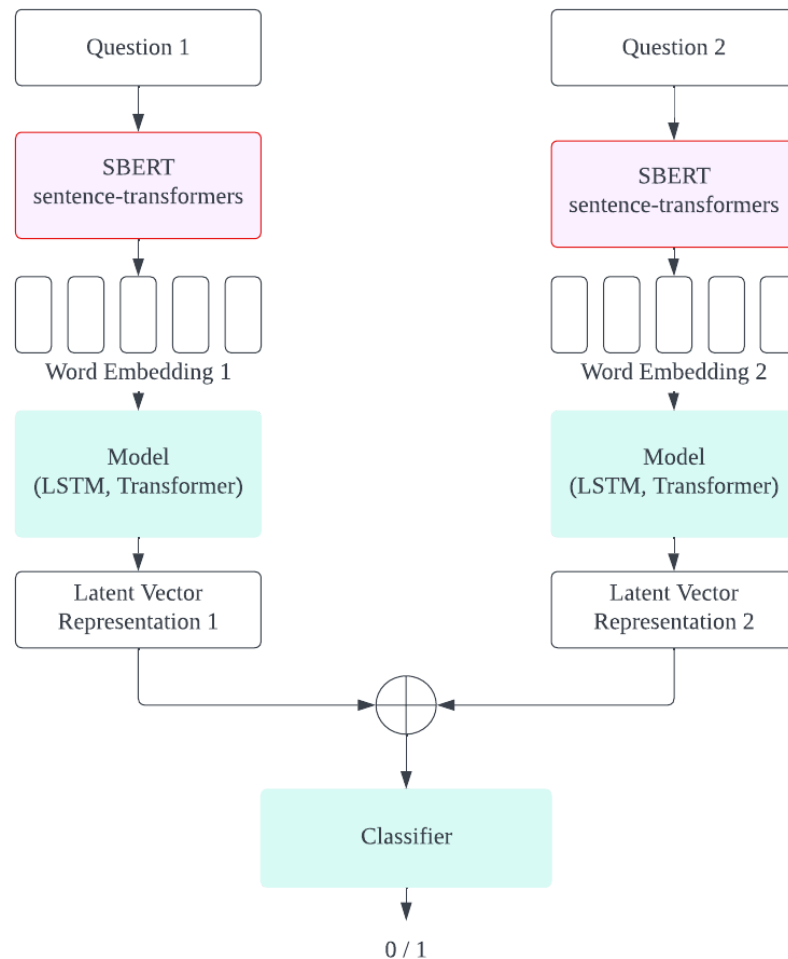 Question 1
Question 2
SBERT
sentence-transformers
SBERT
sentence-transformers
Word Embedding 1
Word Embedding 2
Model
(LSTM, Transformer)
Model
(LSTM, Transformer)
Latent Vector
Representation 1
Latent Vector
Representation 2
Classifier
0 / 1